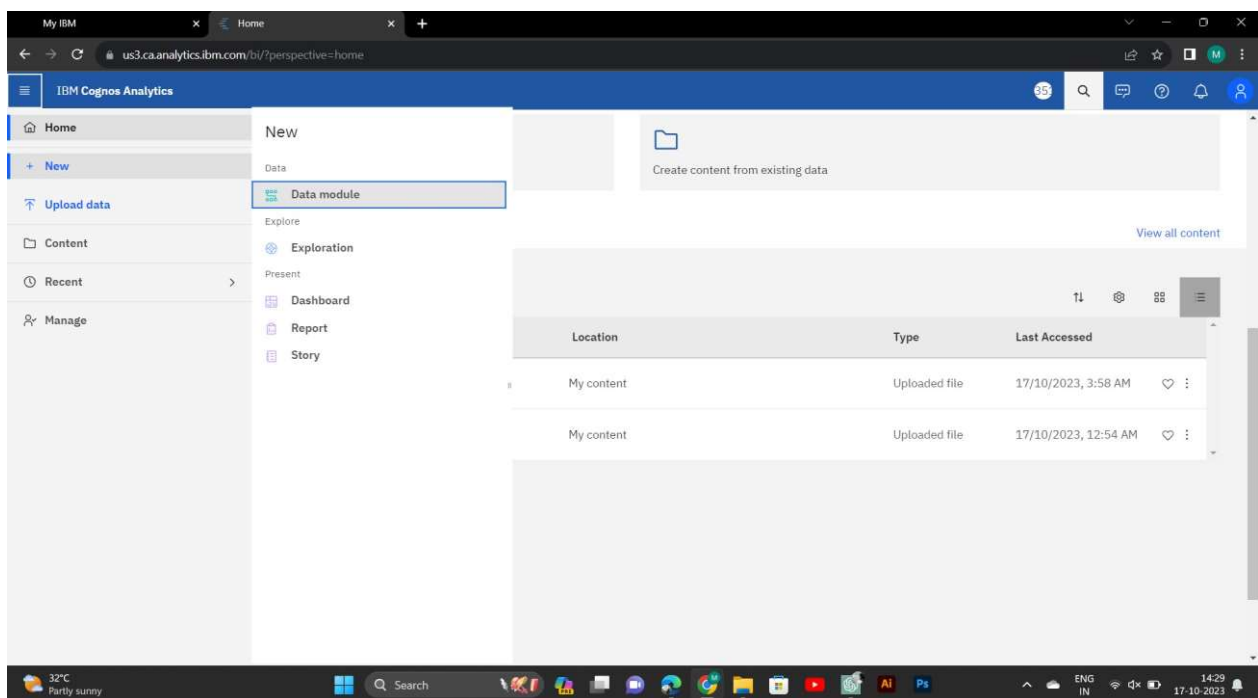 My IBM
Home
us3.ca.analytics.ibm.com/bi/?perspective=home
M
IBM Cognos Analytics
35
Home
New
Upload data
Content
Recent
Manage
New
Data
Data module
Explore
Exploration
Present
Dashboard
Report
Story
Create content from existing data
View all content
Location Type Last Accessed
My content Uploaded file 17/10/2023, 3:58 AM
My content Uploaded file 17/10/2023, 12:54 AM
32°C
Partly sunny
Search
Ai
Ps
ENG
IN
14:29
17-10-2023